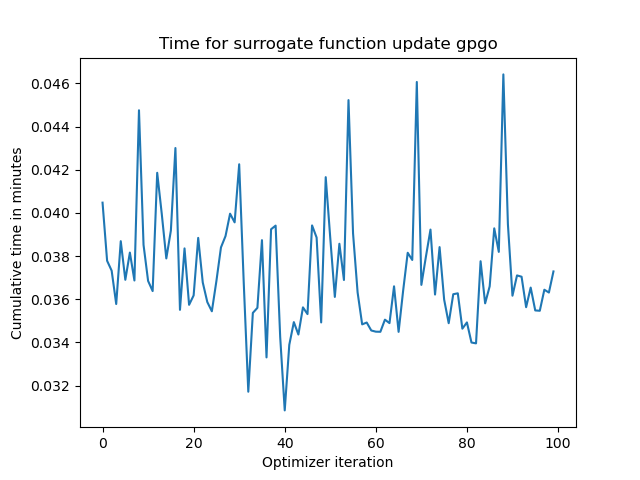 Time for surrogate function update gpgo
Cumulative time in minutes
0.046
0.044
0.042
0.040
0.038
0.036
0.034
0.032
0 20 40 60 80 100
Optimizer iteration